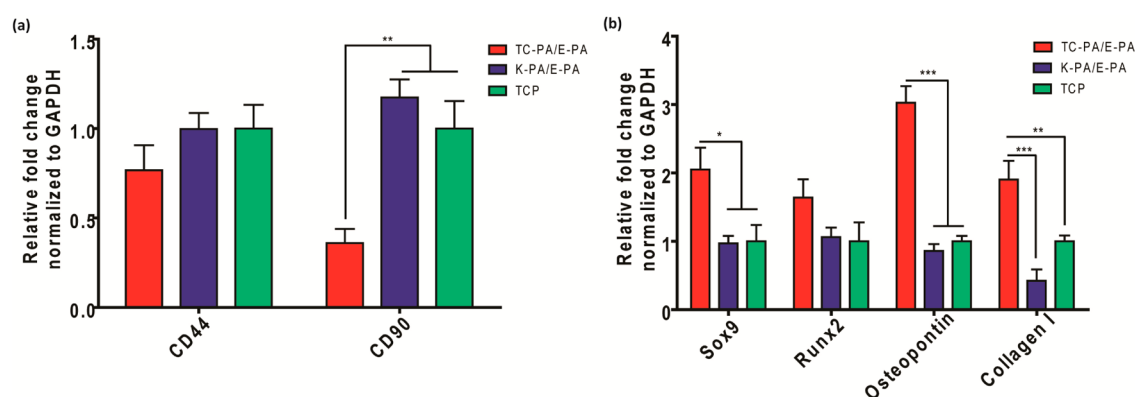 (a)
Relative fold change
normalized to GAPDH
1.5
1.0
0.5
0.0
**
TC-PA/E-PA
K-PA/E-PA
TCP
CD44
CD90
(b)
Relative fold change
normalized to GAPDH
4
3
2
1
0
*
***
**
***
TC-PA/E-PA
K-PA/E-PA
TCP
Sox9
Runx2
Osteopontin
Collagen I